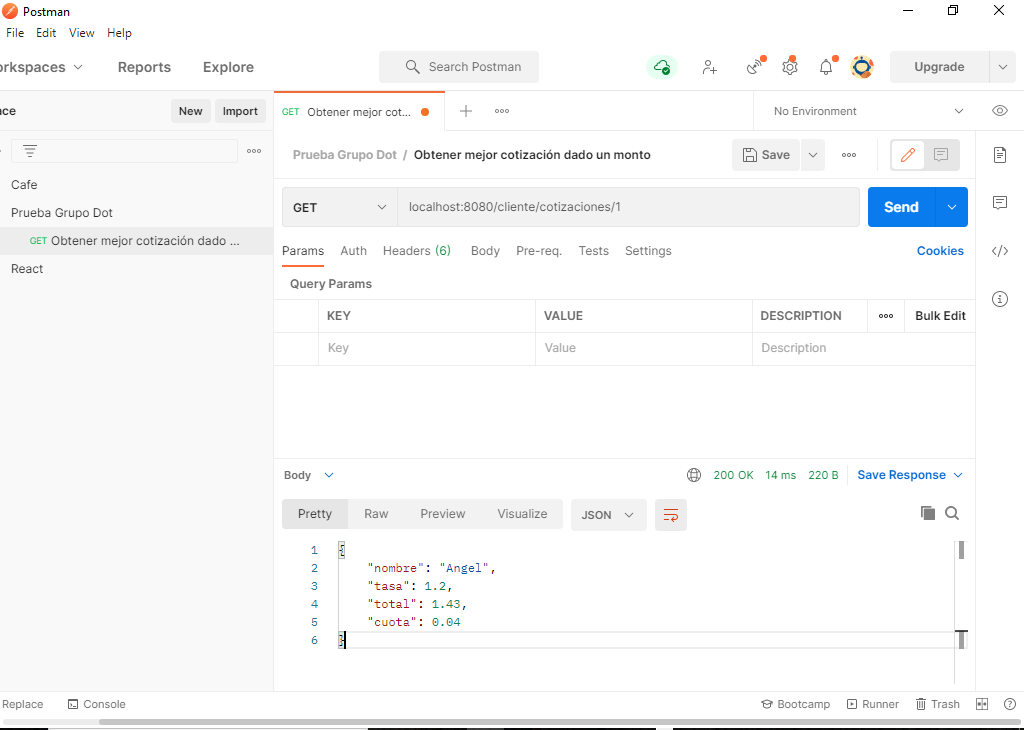 Postman
File Edit View Help
orkspaces Reports Explore Search Postman Upgrade
ce New Import GET Obtener mejor cot... No Environment
Prueba Grupo Dot / Obtener mejor cotización dado un monto Save
Cafe
Prueba Grupo Dot
GET Obtener mejor cotización dado ...
React
GET localhost:8080/cliente/cotizaciones/1 Send
Params Auth Headers (6) Body Pre-req. Tests Settings Cookies
Query Params
KEY VALUE DESCRIPTION Bulk Edit
Key Value Description
Body 200 OK 14 ms 220 B Save Response
Pretty Raw Preview Visualize JSON
1 {
2 "nombre": "Angel",
3 "tasa": 1.2,
4 "total": 1.43,
5 "cuota": 0.04
6 }
Replace Console Bootcamp Runner Trash